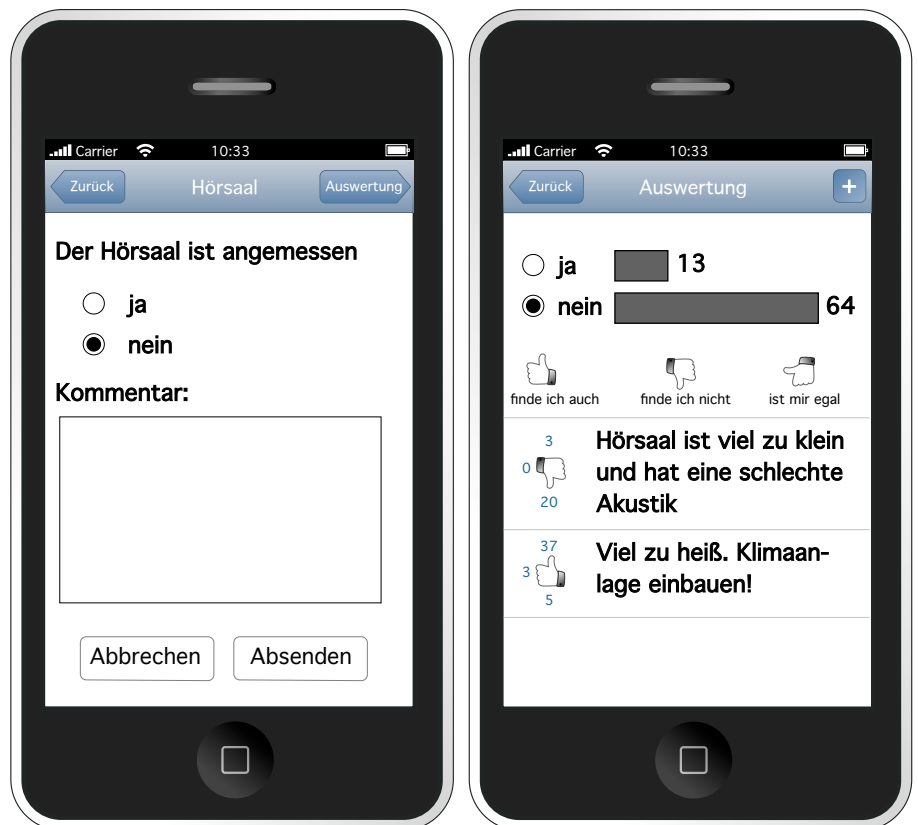 Carrier 10:33
Zurück Hörsaal Auswertung
Der Hörsaal ist angemessen
ja
nein
Kommentar:
Abbrechen Absenden
Carrier 10:33
Zurück Auswertung +
ja 13
nein 64
finde ich auch finde ich nicht ist mir egal
3
0
20
Hörsaal ist viel zu klein
und hat eine schlechte
Akustik
37
3
5
Viel zu heiß. Klimaan-
lage einbauen!